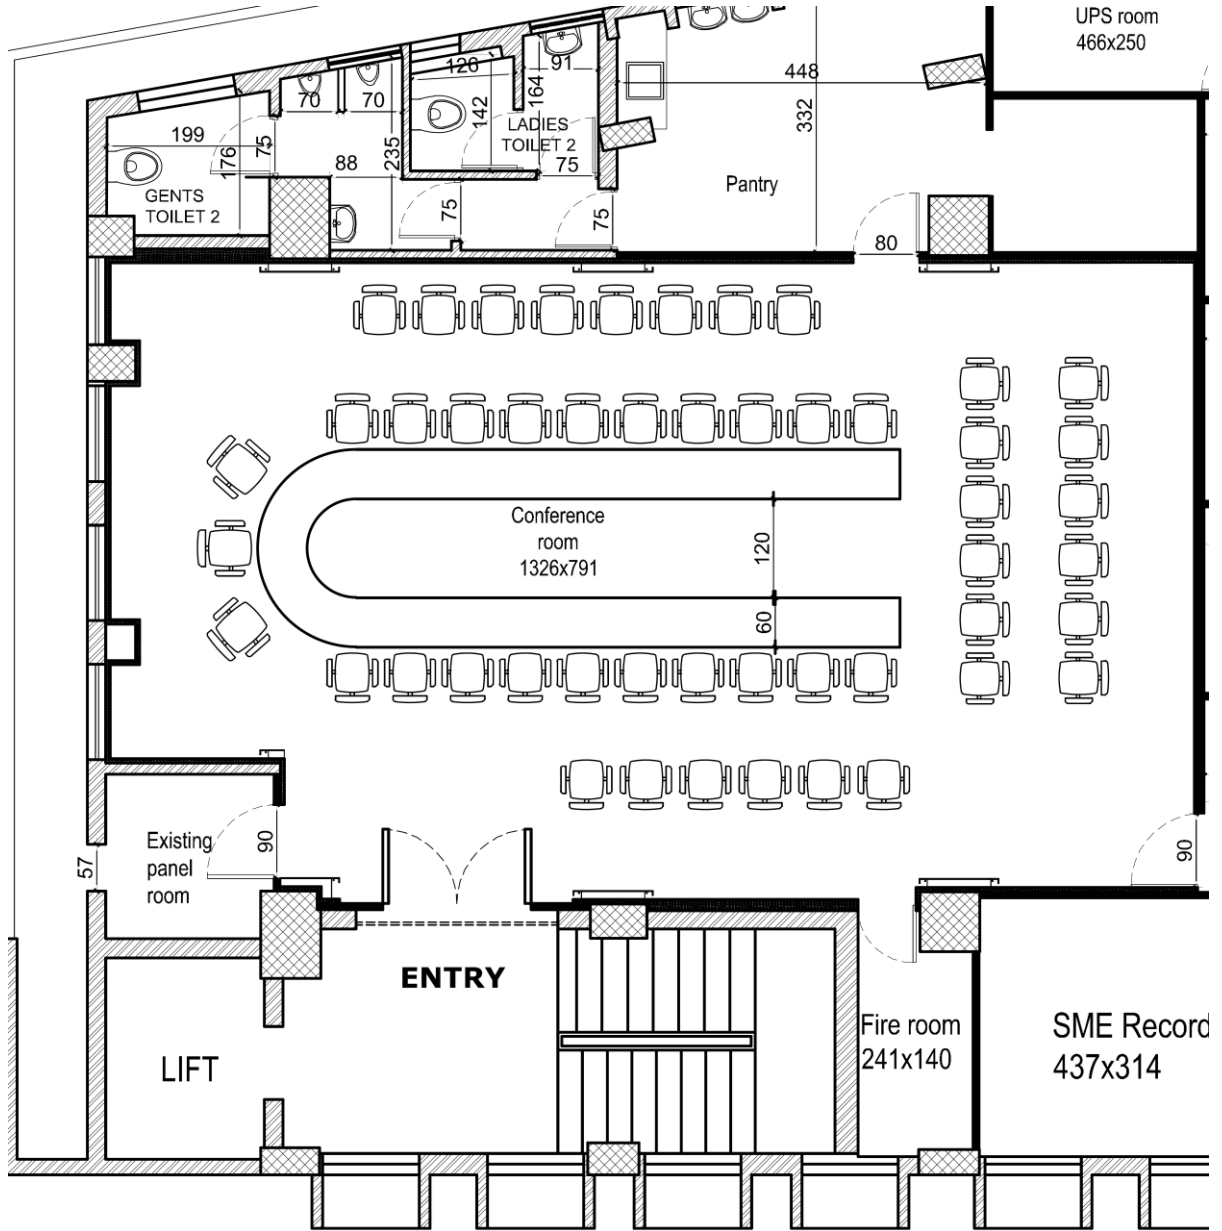 UPS room
466x250
126
91
448
70
70
164
142
332
LADIES
TOILET 2
199
176
75
235
88
75
Pantry
GENTS
TOILET 2
75
75
80
Conference
room
1326x791
120
60
Existing
panel
room
90
57
90
ENTRY
Fire room
241x140
SME Record
437x314
LIFT